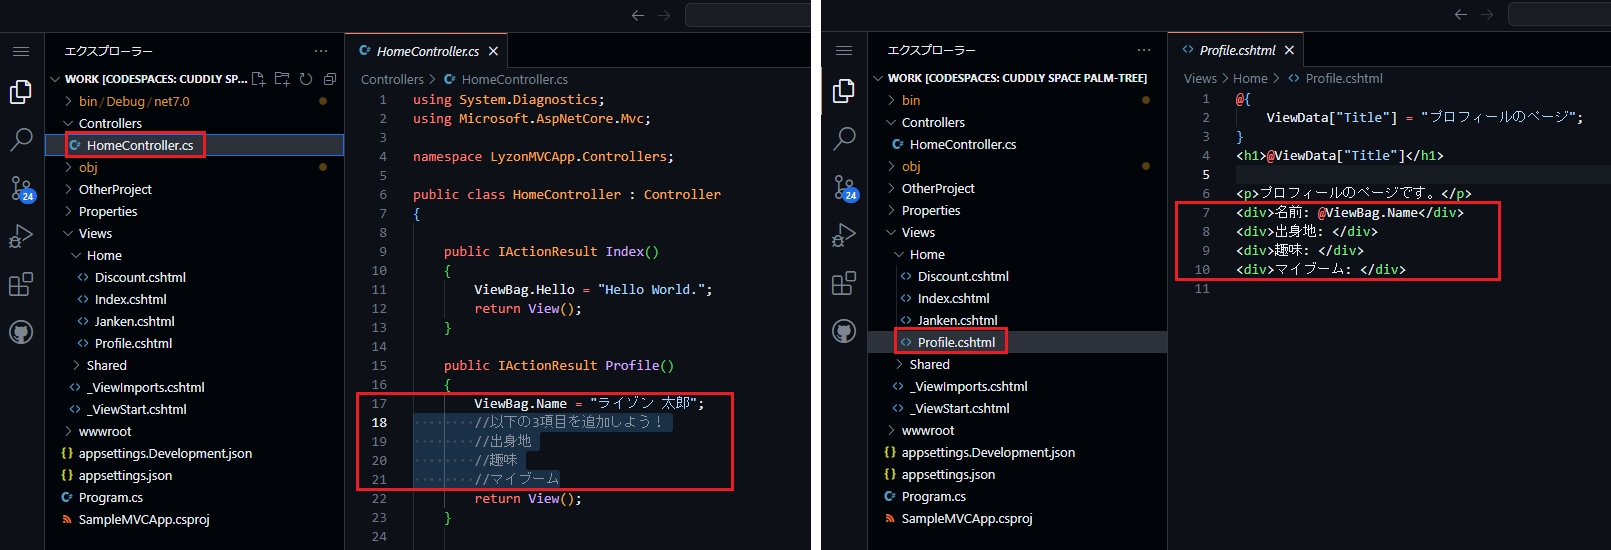 エクスプローラー
WORK [CODESPACES: CUDDLY SP...
bin / Debug / net7.0
Controllers
HomeController.cs
obj
OtherProject
Properties
Views
Home
Discount.cshtml
Index.cshtml
Janken.cshtml
Profile.cshtml
Shared
_ViewImports.cshtml
_ViewStart.cshtml
wwwroot
appsettings.Development.json
appsettings.json
Program.cs
SampleMVCApp.csproj
24
HomeController.cs
Controllers > HomeController.cs
1 using System.Diagnostics;
2 using Microsoft.AspNetCore.Mvc;
3
4 namespace LyzonMVCApp.Controllers;
5
6 public class HomeController : Controller
7 {
8
9 public IActionResult Index()
10 {
11 ViewBag.Hello = "Hello World.";
12 return View();
13 }
14
15 public IActionResult Profile()
16 {
17 ViewBag.Name = "ライゾン 太郎";
18 //以下の3項目を追加しよう！
19 //出身地
20 //趣味
21 //マイブーム
22 return View();
23 }
24
エクスプローラー
WORK [CODESPACES: CUDDLY SPACE PALM-TREE]
bin
Controllers
HomeController.cs
obj
OtherProject
Properties
Views
Home
Discount.cshtml
Index.cshtml
Janken.cshtml
Profile.cshtml
Shared
_ViewImports.cshtml
_ViewStart.cshtml
wwwroot
appsettings.Development.json
appsettings.json
Program.cs
SampleMVCApp.csproj
24
Profile.cshtml
Views > Home > Profile.cshtml
1 @{
2 ViewData["Title"] = "プロフィールのページ";
3 }
4 <h1>@ViewData["Title"]</h1>
5
6 <p>プロフィールのページです。</p>
7 <div>名前: @ViewBag.Name</div>
8 <div>出身地: </div>
9 <div>趣味: </div>
10 <div>マイブーム: </div>
11